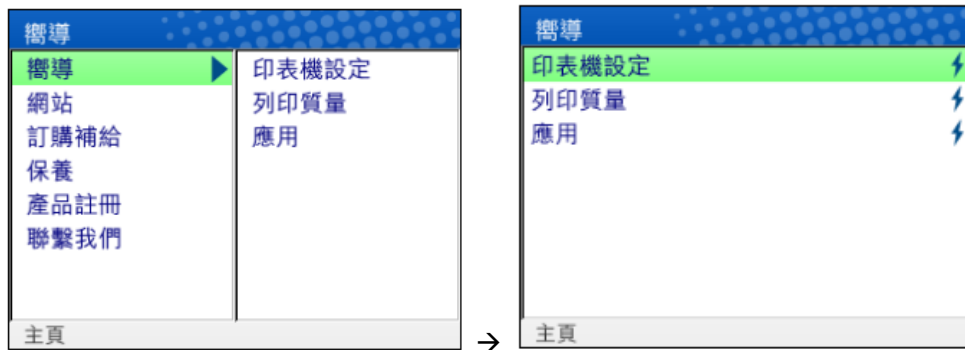 嚮導
嚮導
網站
訂購補給
保養
產品註冊
聯繫我們
印表機設定
列印質量
應用
主頁
→
嚮導
印表機設定
列印質量
應用
主頁